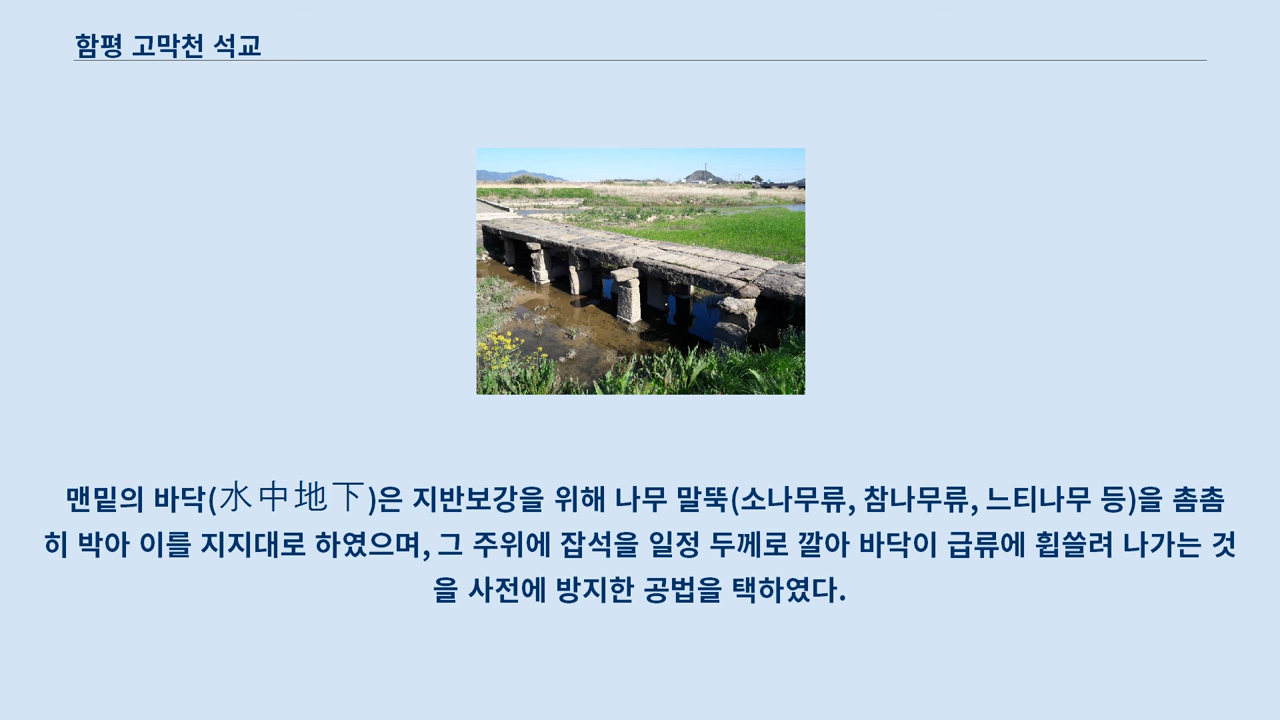 함평 고막천 석교
맨밑의 바닥(水中地下)은 지반보강을 위해 나무 말뚝(소나무류, 참나무류, 느티나무 등)을 촘촘
히 박아 이를 지지대로 하였으며, 그 주위에 잡석을 일정 두께로 깔아 바닥이 급류에 휩쓸려 나가는 것
을 사전에 방지한 공법을 택하였다.